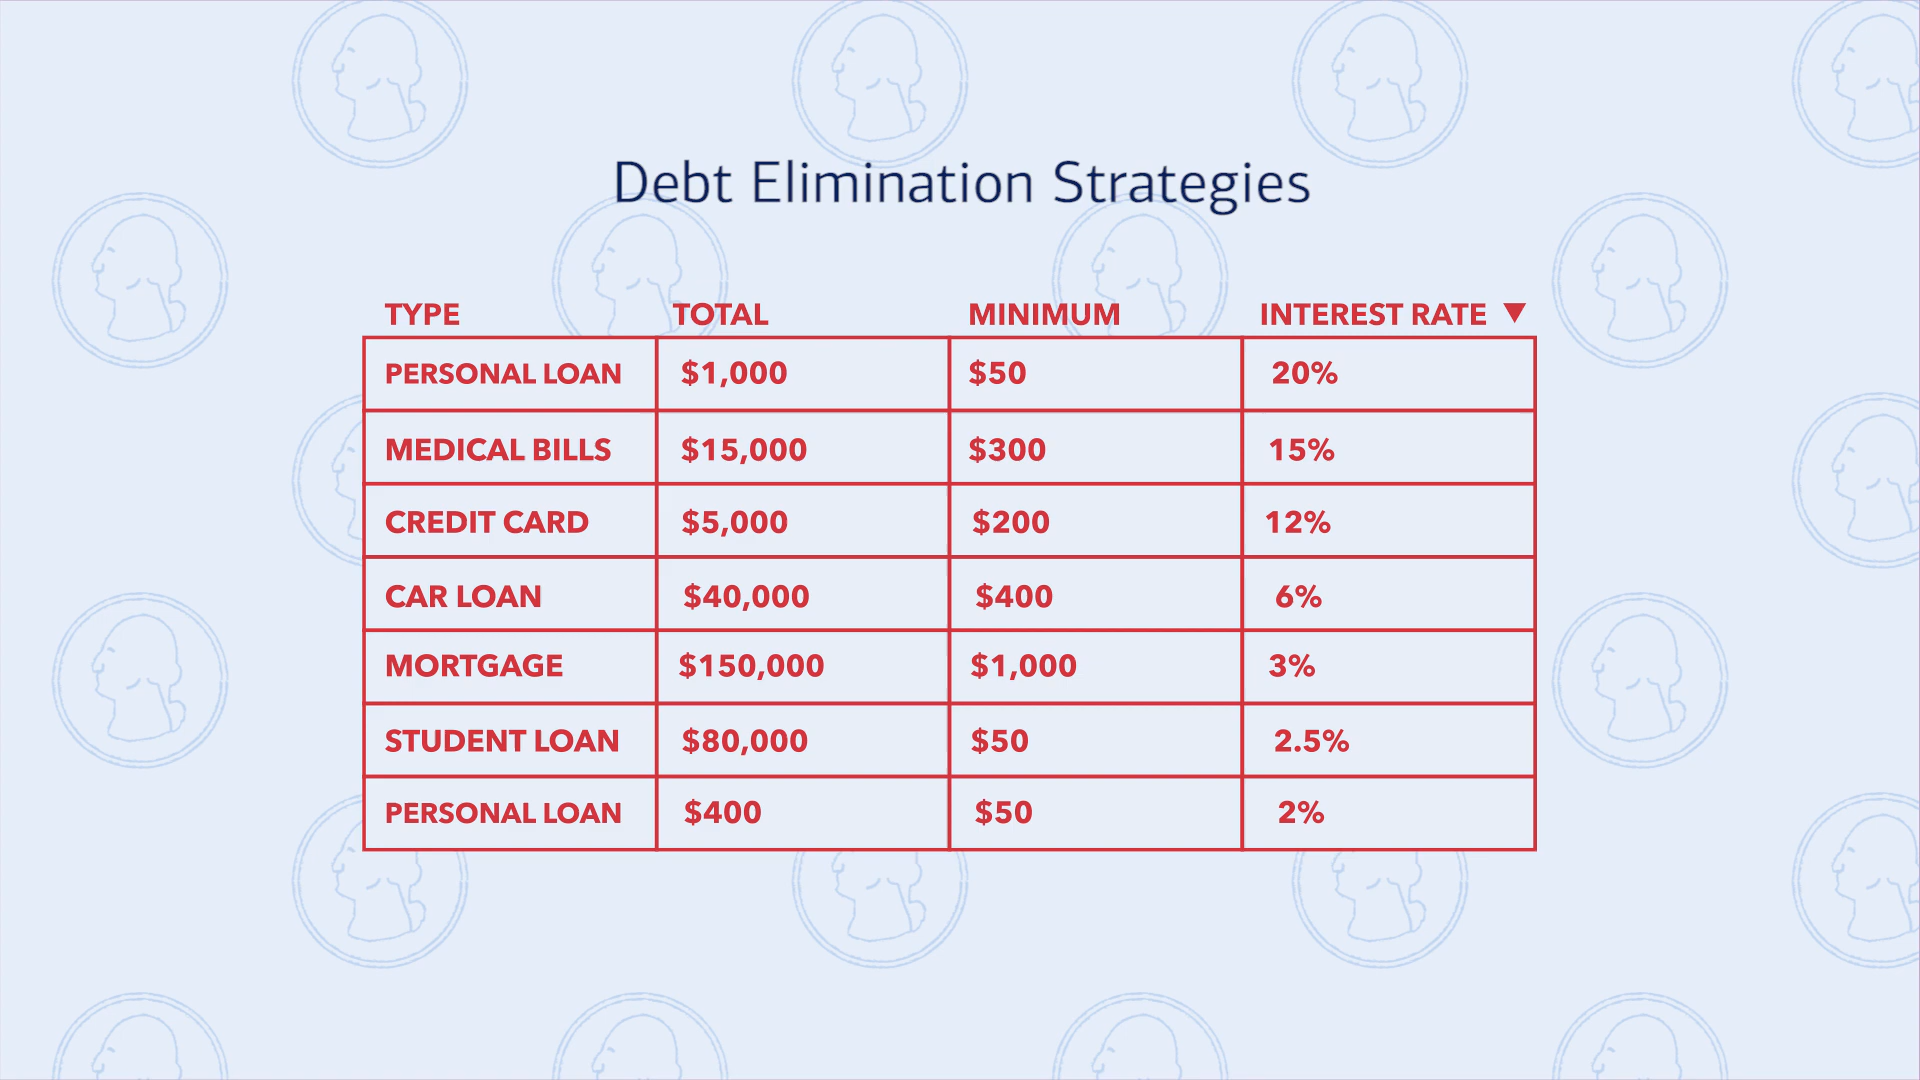 Debt Elimination Strategies
TYPE TOTAL MINIMUM INTEREST RATE ▼
PERSONAL LOAN $1,000 $50 20%
MEDICAL BILLS $15,000 $300 15%
CREDIT CARD $5,000 $200 12%
CAR LOAN $40,000 $400 6%
MORTGAGE $150,000 $1,000 3%
STUDENT LOAN $80,000 $50 2.5%
PERSONAL LOAN $400 $50 2%